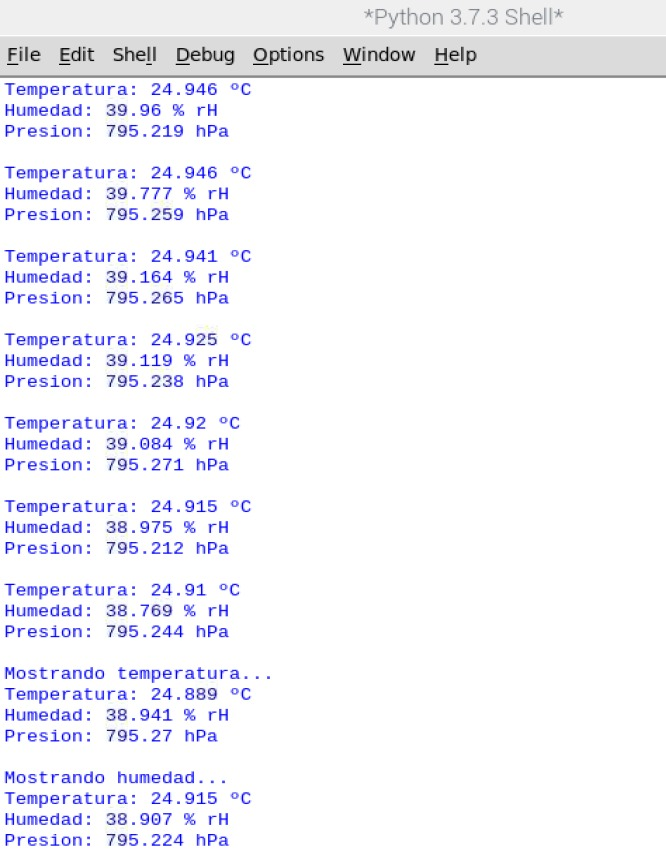 *Python 3.7.3 Shell*
File Edit Shell Debug Options Window Help
Temperatura: 24.946 ºC
Humedad: 39.96 % rH
Presion: 795.219 hPa
Temperatura: 24.946 ºC
Humedad: 39.777 % rH
Presion: 795.259 hPa
Temperatura: 24.941 ºC
Humedad: 39.164 % rH
Presion: 795.265 hPa
Temperatura: 24.925 ºC
Humedad: 39.119 % rH
Presion: 795.238 hPa
Temperatura: 24.92 ºC
Humedad: 39.084 % rH
Presion: 795.271 hPa
Temperatura: 24.915 ºC
Humedad: 38.975 % rH
Presion: 795.212 hPa
Temperatura: 24.91 ºC
Humedad: 38.769 % rH
Presion: 795.244 hPa
Mostrando temperatura...
Temperatura: 24.889 ºC
Humedad: 38.941 % rH
Presion: 795.27 hPa
Mostrando humedad...
Temperatura: 24.915 ºC
Humedad: 38.907 % rH
Presion: 795.224 hPa